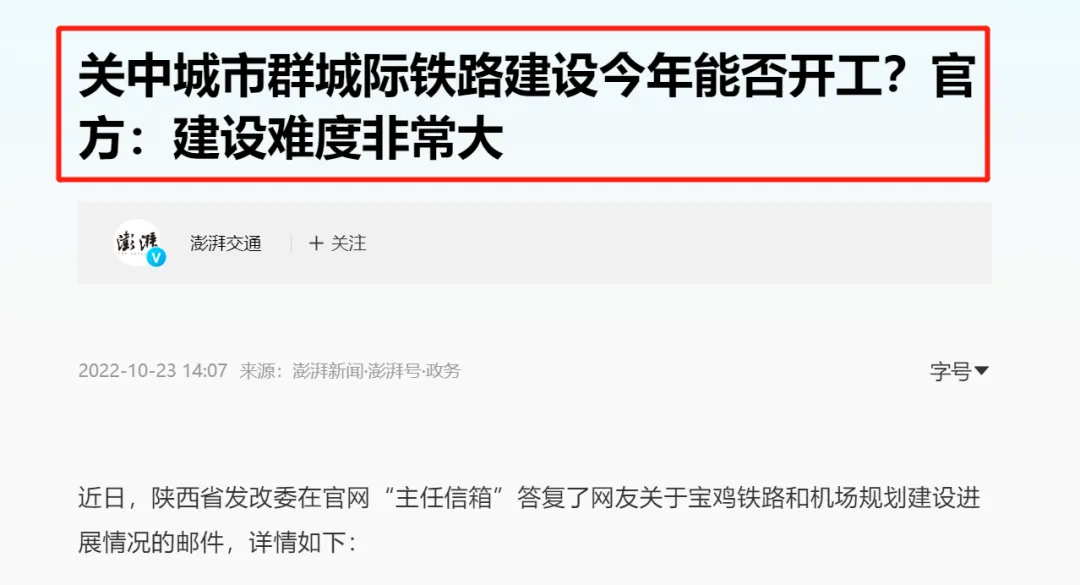 关中城市群城际铁路建设今年能否开工？官
方：建设难度非常大
澎湃
V
澎湃交通
+ 关注
2022-10-23 14:07 来源：澎湃新闻·澎湃号·政务
字号▼
近日，陕西省发改委在官网“主任信箱”答复了网友关于宝鸡铁路和机场规划建设进
展情况的邮件，详情如下：